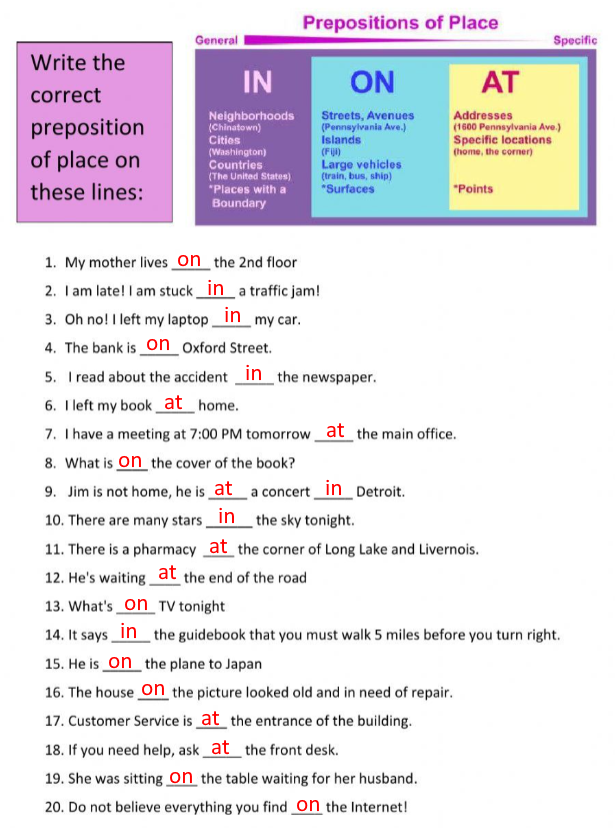 Prepositions of Place
General
Specific
Write the
correct
preposition
of place on
these lines:
IN
Neighborhoods
(Chinatown)
Cities
(Washington)
Countries
(The United States)
*Places with a
Boundary
ON
Streets, Avenues
(Pennsylvania Ave.)
Islands
(Fiji)
Large vehicles
(train, bus, ship)
*Surfaces
AT
Addresses
(1600 Pennsylvania Ave.)
Specific locations
(home, the corner)
*Points
1. My mother lives on the 2nd floor
2. I am late! I am stuck in a traffic jam!
3. Oh no! I left my laptop in my car.
4. The bank is on Oxford Street.
5. I read about the accident in the newspaper.
6. I left my book at home.
7. I have a meeting at 7:00 PM tomorrow at the main office.
8. What is on the cover of the book?
9. Jim is not home, he is at a concert in Detroit.
10. There are many stars in the sky tonight.
11. There is a pharmacy at the corner of Long Lake and Livernois.
12. He's waiting at the end of the road
13. What's on TV tonight
14. It says in the guidebook that you must walk 5 miles before you turn right.
15. He is on the plane to Japan
16. The house on the picture looked old and in need of repair.
17. Customer Service is at the entrance of the building.
18. If you need help, ask at the front desk.
19. She was sitting on the table waiting for her husband.
20. Do not believe everything you find on the Internet!